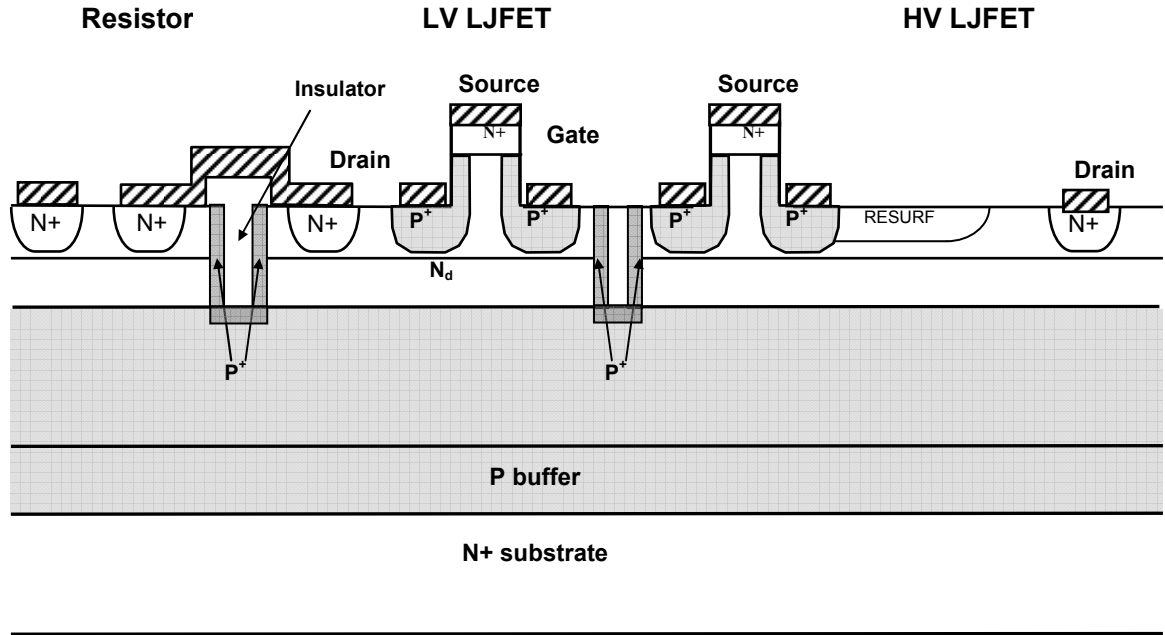 Resistor
LV LJFET
HV LJFET
Insulator
Source
Source
N+
N+
Gate
Drain
Drain
N+
N+
N+
P+
P+
P+
P+
RESURF
N+
Nd
P+
P+
P buffer
N+ substrate